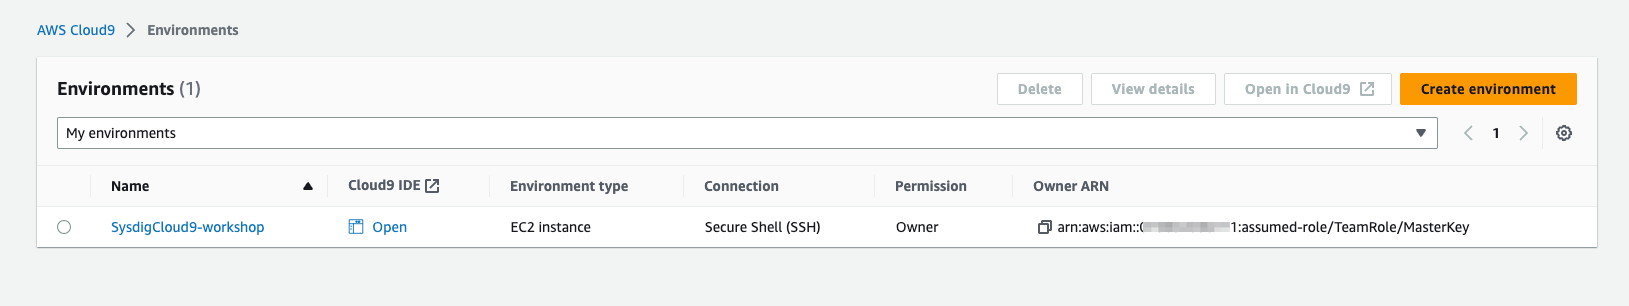 AWS Cloud9 > Environments
Environments (1)
Delete
View details
Open in Cloud9
Create environment
My environments
1
Name Cloud9 IDE Environment type Connection Permission Owner ARN
SysdigCloud9-workshop Open EC2 instance Secure Shell (SSH) Owner arn:aws:iam:: 1:assumed-role/TeamRole/MasterKey